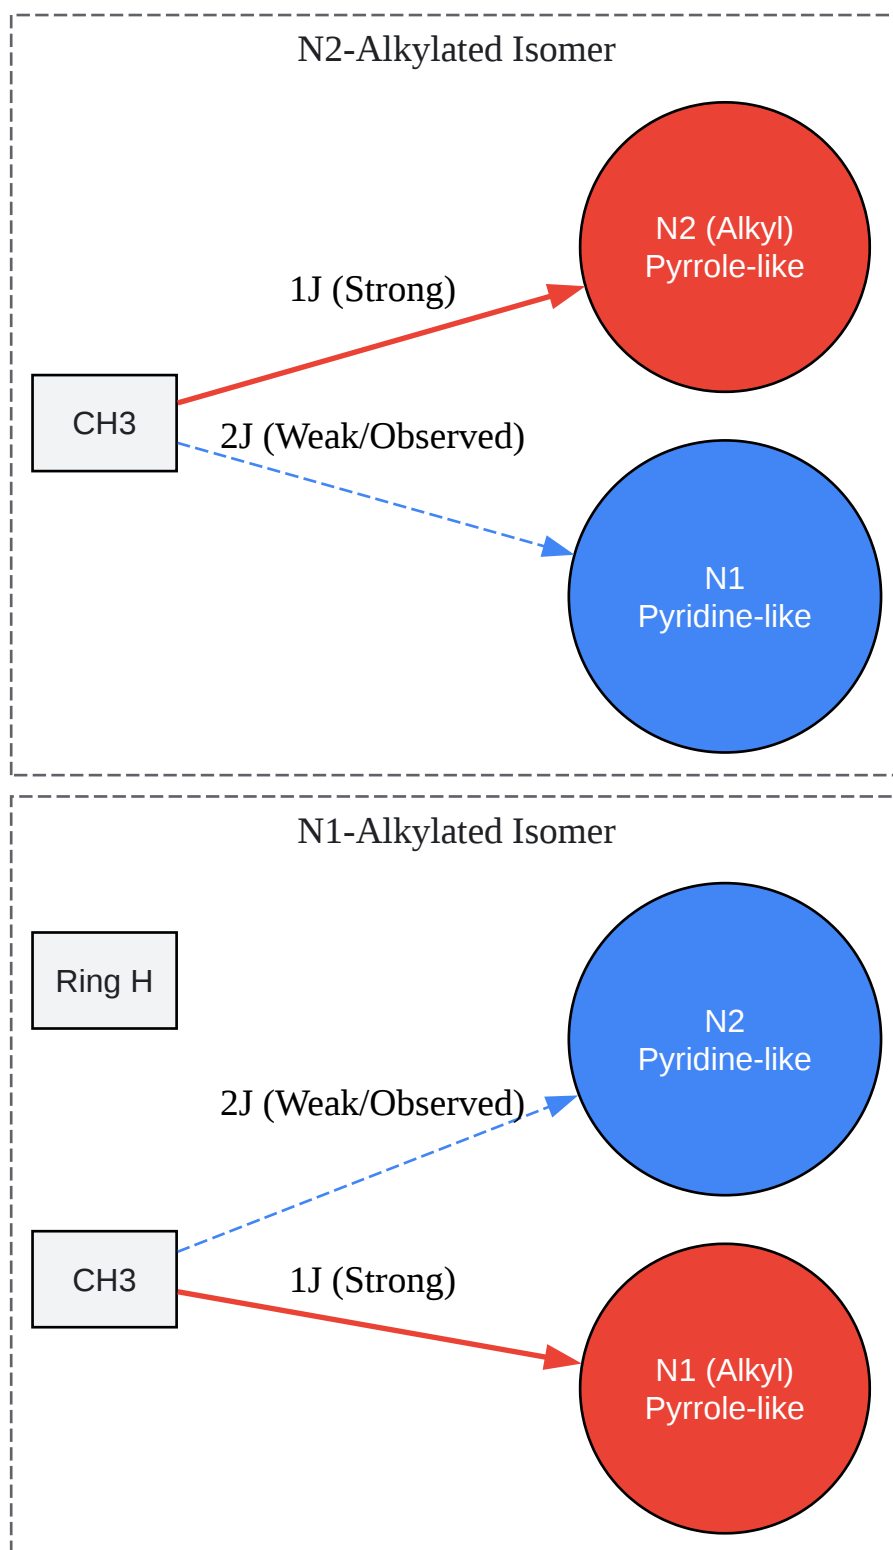 N2-Alkylated Isomer
N2 (Alkyl)
Pyrrole-like
1J (Strong)
CH3
2J (Weak/Observed)
N1
Pyridine-like
N1-Alkylated Isomer
Ring H
N2
Pyridine-like
2J (Weak/Observed)
CH3
1J (Strong)
N1 (Alkyl)
Pyrrole-like